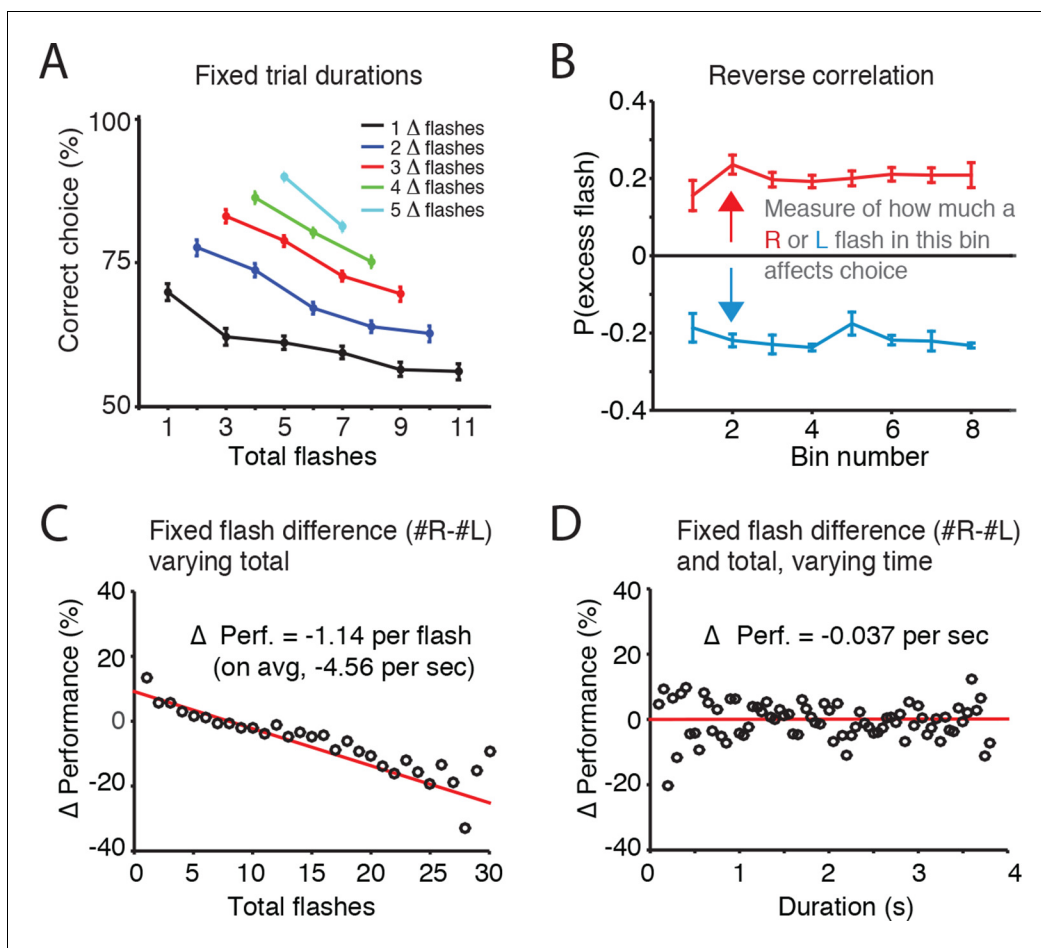 A
Fixed trial durations
Correct choice (%)
100
75
50
1 Δ flashes
2 Δ flashes
3 Δ flashes
4 Δ flashes
5 Δ flashes
1 3 5 7 9 11
Total flashes
B
Reverse correlation
P(excess flash)
0.4
0.2
0
-0.2
-0.4
Measure of how much a
R or L flash in this bin
affects choice
2 4 6 8
Bin number
C
Fixed flash difference (#R-#L)
varying total
Δ Performance (%)
40
20
0
-20
-40
Δ Perf. = -1.14 per flash
(on avg, -4.56 per sec)
0 5 10 15 20 25 30
Total flashes
D
Fixed flash difference (#R-#L)
and total, varying time
Δ Performance (%)
40
20
0
-20
-40
Δ Perf. = -0.037 per sec
0 1 2 3 4
Duration (s)